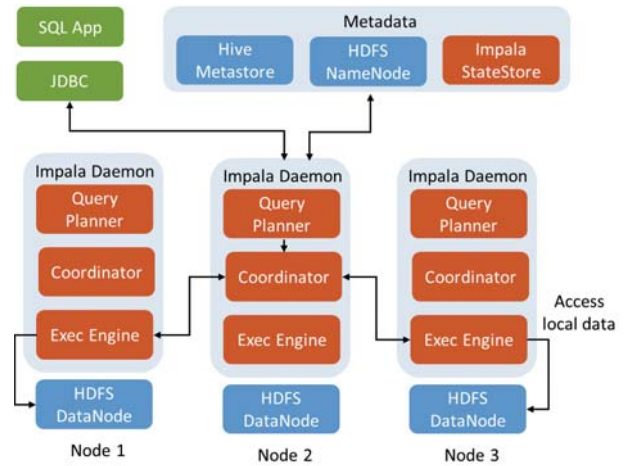 SQL App
JDBC
Metadata
Hive
Metastore
HDFS
NameNode
Impala
StateStore
Impala Daemon
Query
Planner
Coordinator
Exec Engine
HDFS
DataNode
Node 1
Impala Daemon
Query
Planner
Coordinator
Exec Engine
HDFS
DataNode
Node 2
Impala Daemon
Query
Planner
Coordinator
Exec Engine
HDFS
DataNode
Node 3
Access
local data